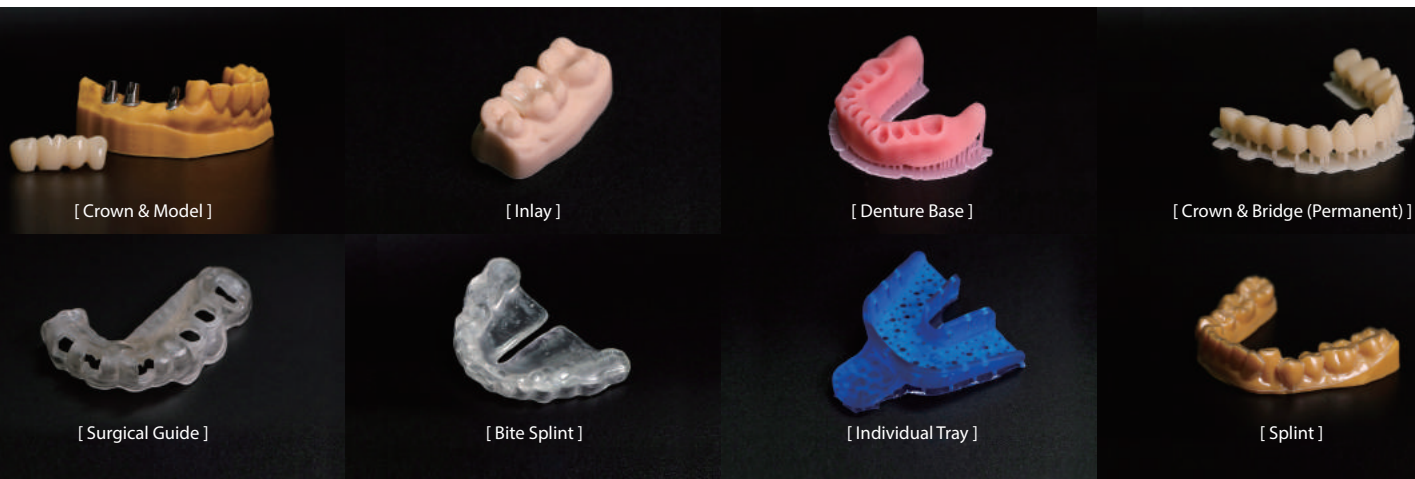 [ Crown & Model ]
[ Inlay ]
[ Denture Base ]
[ Crown & Bridge (Permanent) ]
[ Surgical Guide ]
[ Bite Splint ]
[ Individual Tray ]
[ Splint ]